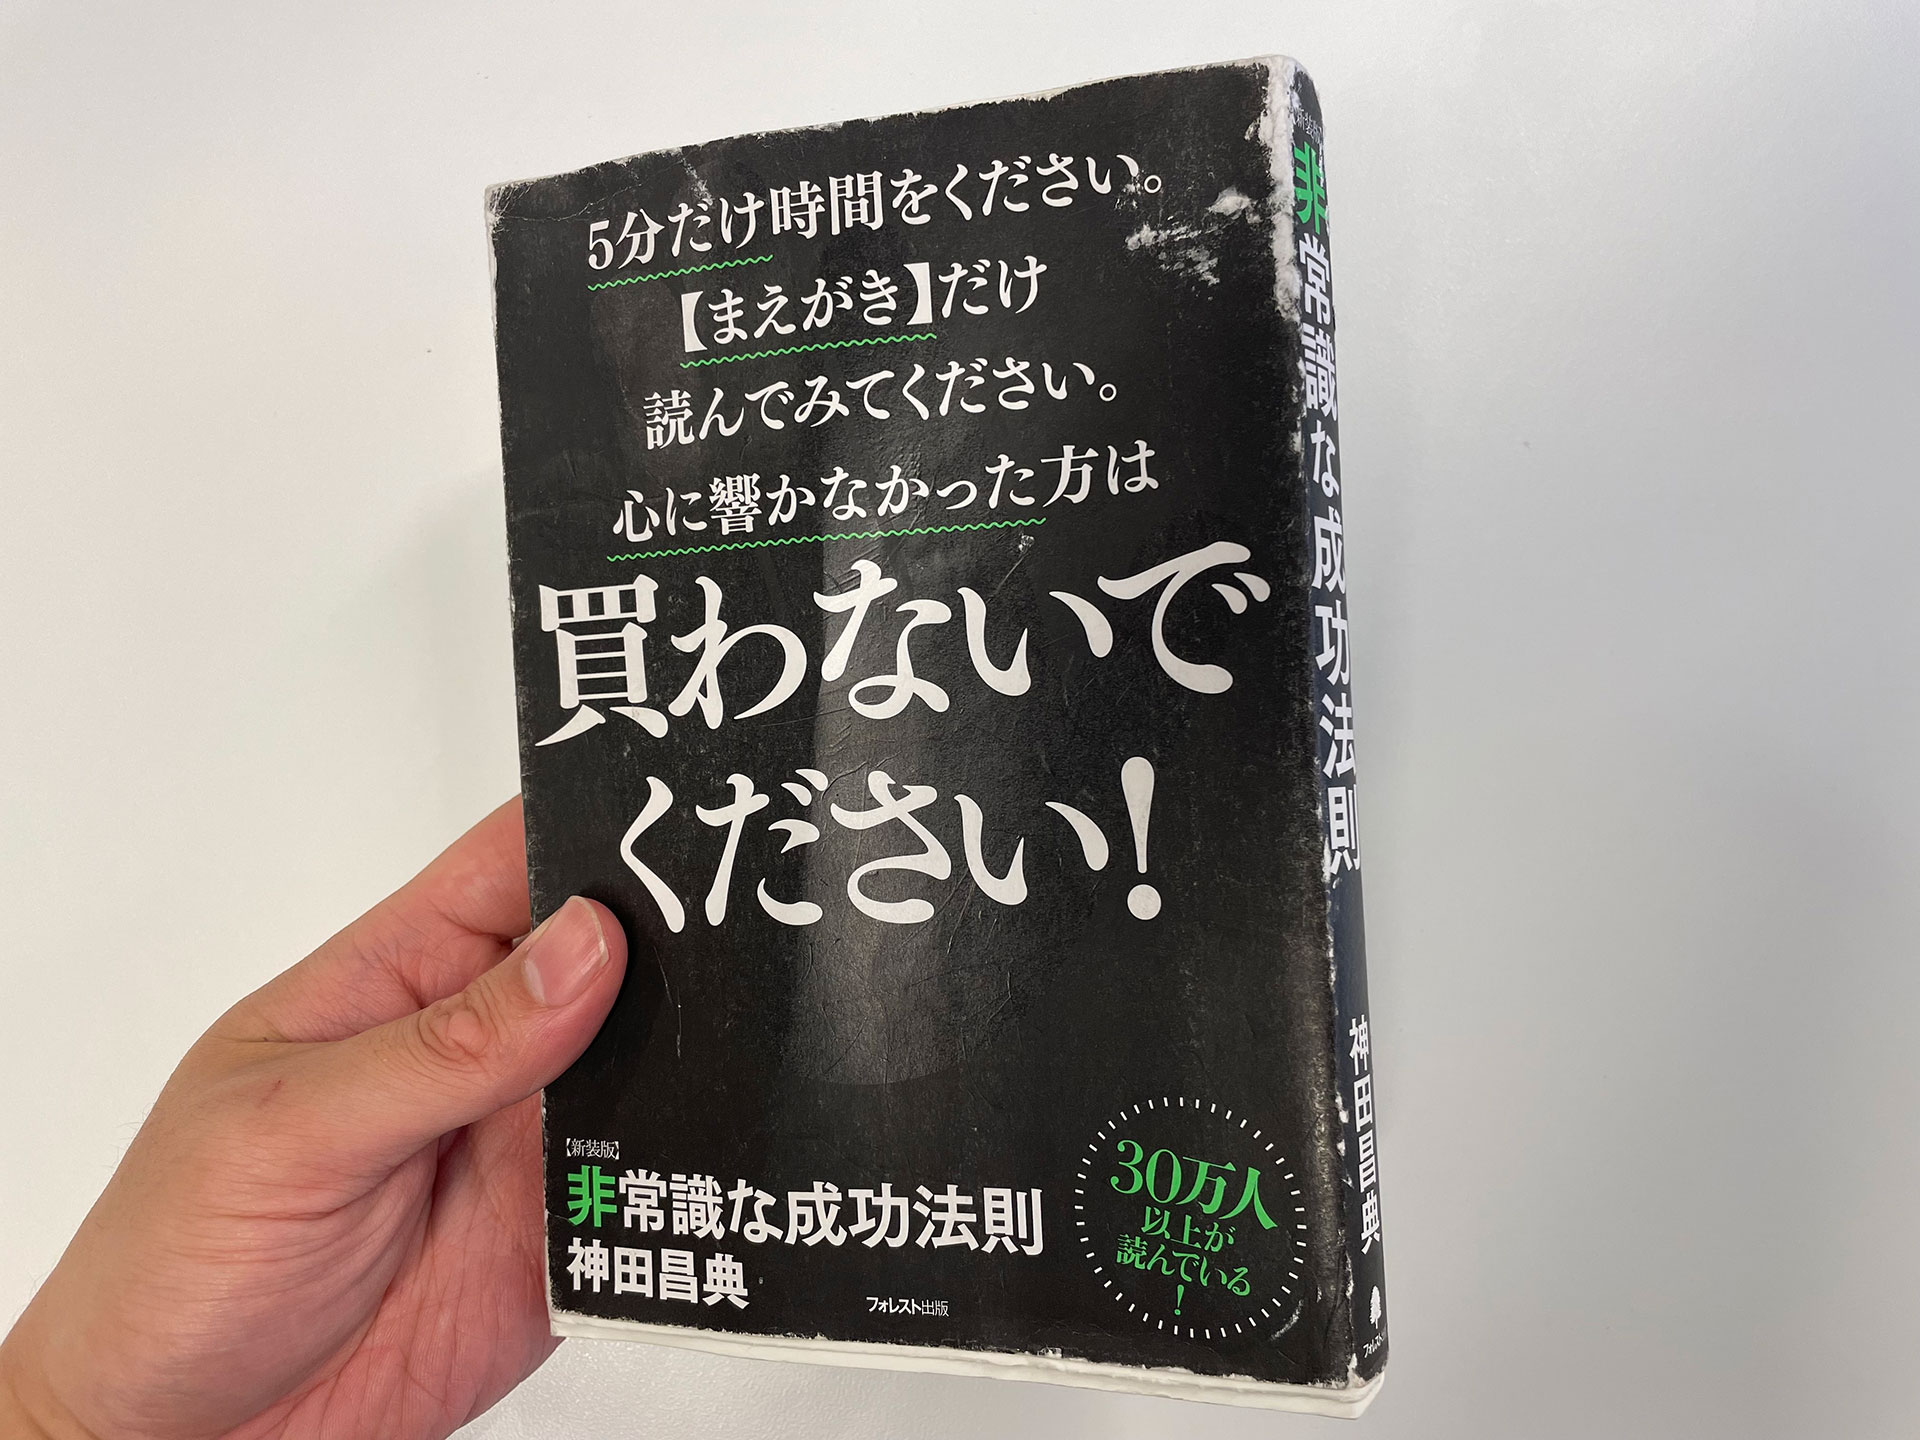 5分だけ時間をください。
【まえがき】だけ
読んでみてください。
心に響かなかった方は
買わないで
ください!
【新装版】
非常識な成功法則
神田昌典
フォレスト出版
30万人
以上が
読んでいる
!
【新装版】
非常識な成功法則
神田昌典